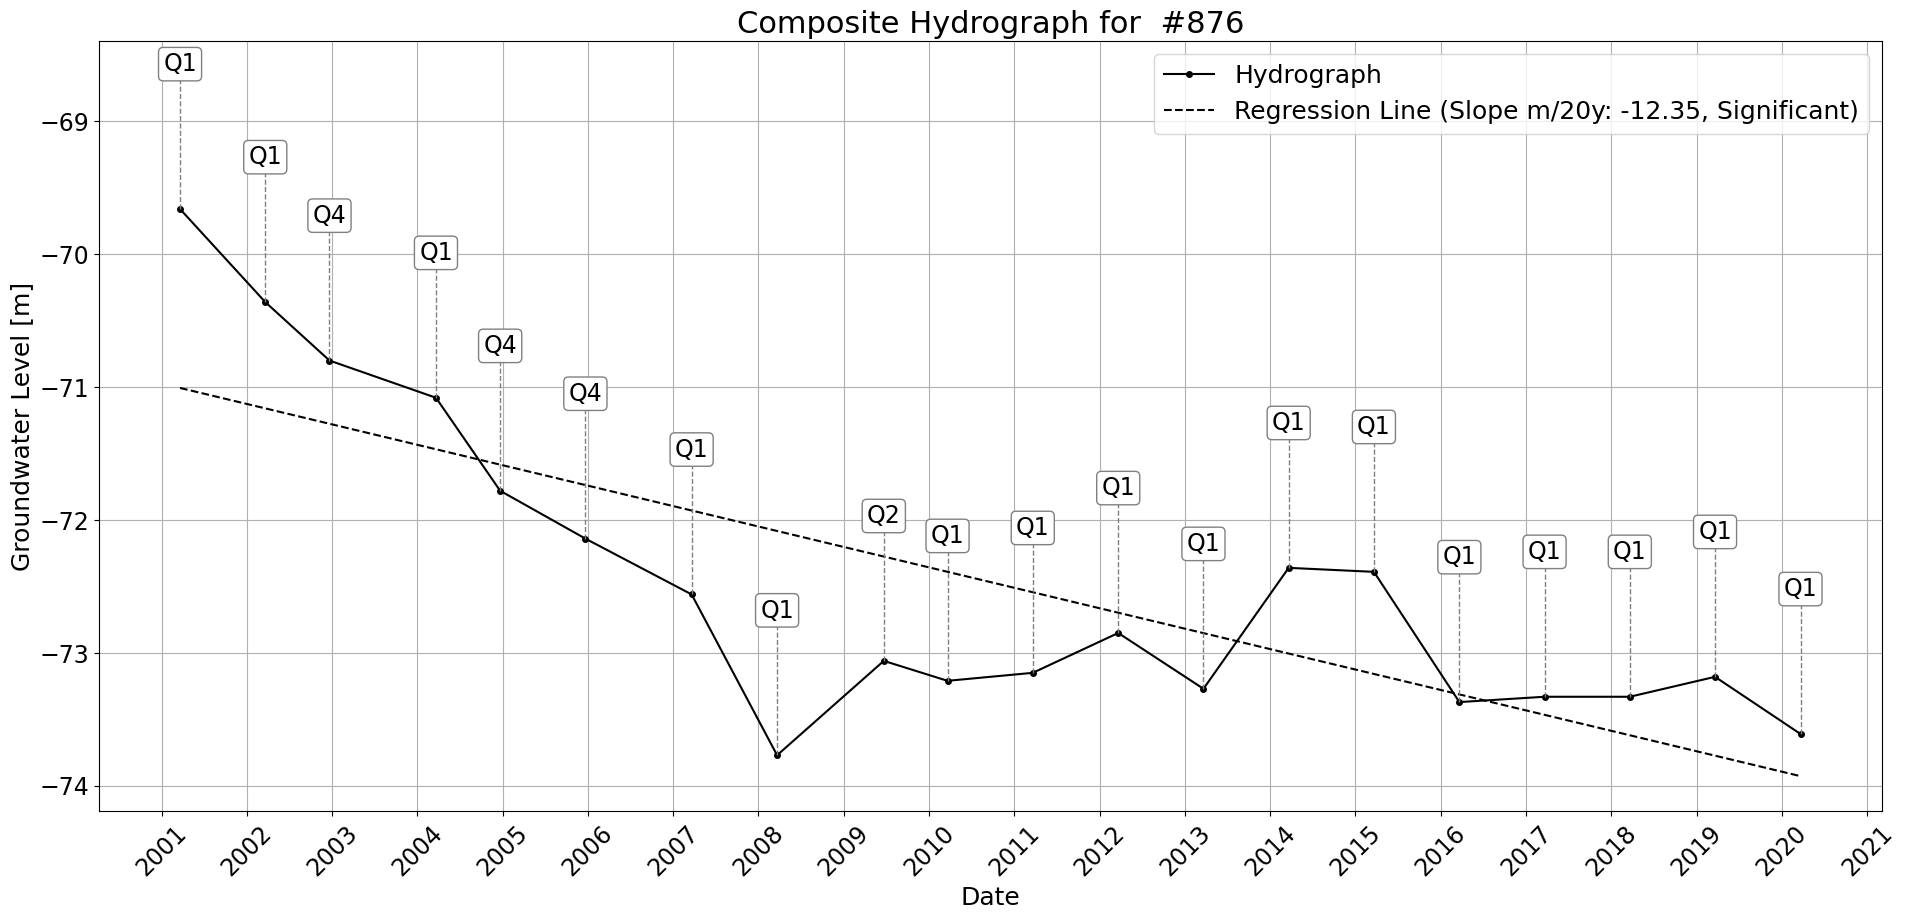 Composite Hydrograph for  #876
Hydrograph
Regression Line (Slope m/20y: -12.35, Significant)
Q1
Q1
Q4
Q1
Q4
Q4
Q1
Q1
Q2
Q1
Q1
Q1
Q1
Q1
Q1
Q1
Q1
Q1
Q1
Q1
Groundwater Level [m]
−69
−70
−71
−72
−73
−74
2001
2002
2003
2004
2005
2006
2007
2008
2009
2010
2011
2012
2013
2014
2015
2016
2017
2018
2019
2020
2021
Date